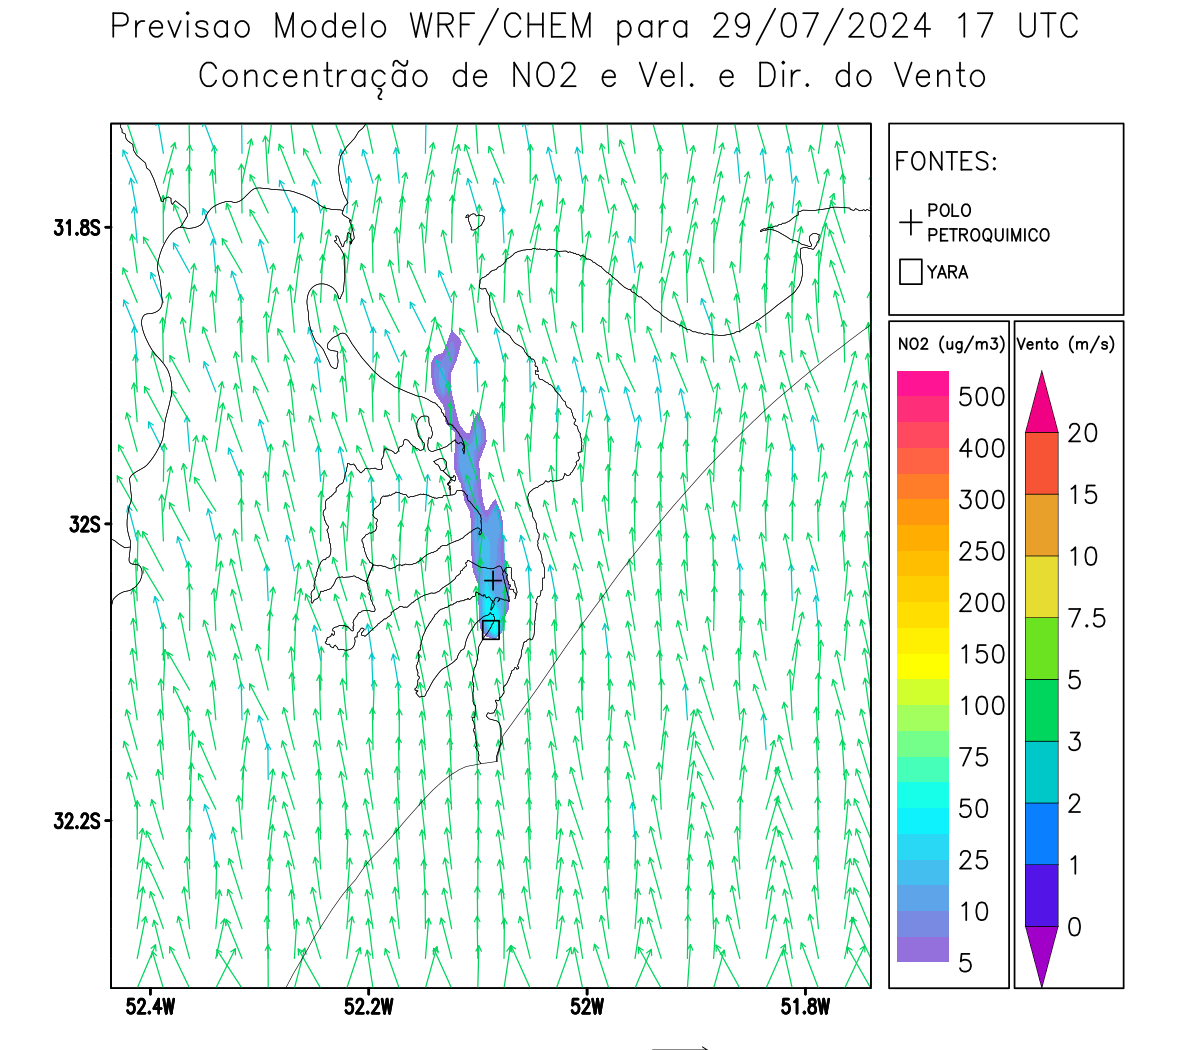 Previsao Modelo WRF/CHEM para 29/07/2024 17 UTC
Concentração de NO2 e Vel. e Dir. do Vento
FONTES:
POLO
PETROQUIMICO
YARA
31.8S
32S
32.2S
52.4W
52.2W
52W
51.8W
NO2 (ug/m3)
500
400
300
250
200
150
100
75
50
25
10
5
Vento (m/s)
20
15
10
7.5
5
3
2
1
0